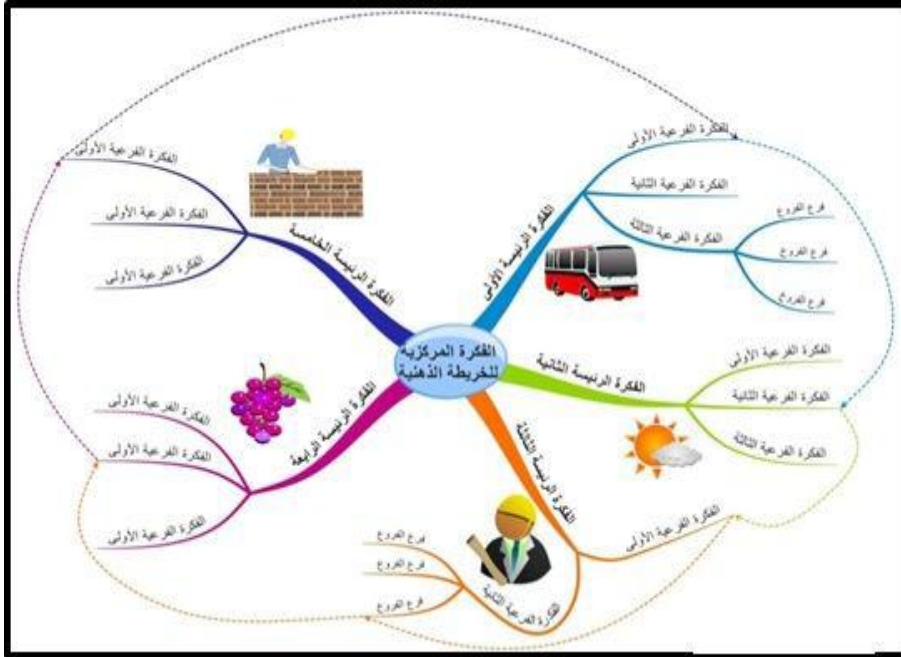 الفكرة المركزية
للخريطة الذهنية
الفكرة الرئيسة الأولى
الفكرة الفرعية الأولى
الفكرة الفرعية الثانية
الفكرة الفرعية الثالثة
فرع الفروع
فرع الفروع
فرع الفروع
الفكرة الرئيسة الثانية
الفكرة الفرعية الأولى
الفكرة الفرعية الثانية
الفكرة الفرعية الثالثة
الفكرة الرئيسة الثالثة
الفكرة الفرعية الأولى
الفكرة الفرعية الثانية
فرع الفروع
فرع الفروع
فرع الفروع
الفكرة الرئيسة الرابعة
الفكرة الفرعية الأولى
الفكرة الفرعية الأولى
الفكرة الفرعية الأولى
الفكرة الرئيسة الخامسة
الفكرة الفرعية الأولى
الفكرة الفرعية الأولى
الفكرة الفرعية الأولى